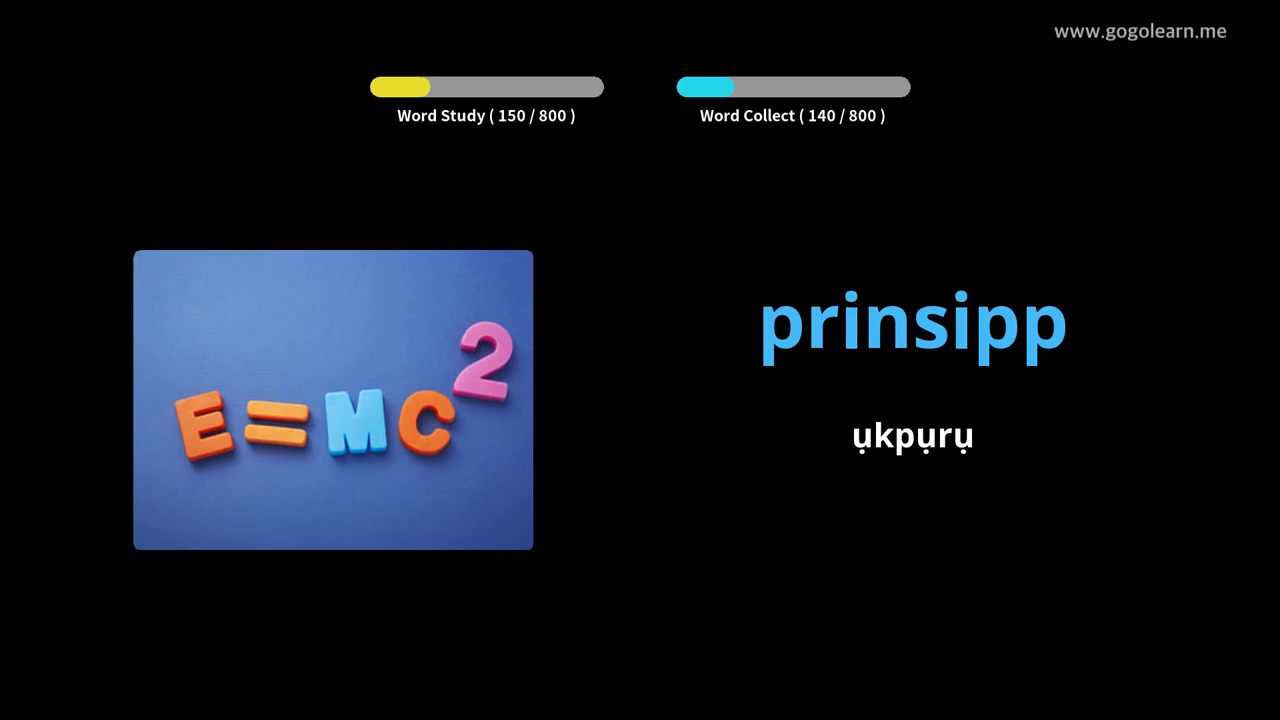 www.gogolearn.me
Word Study ( 150 / 800 )
Word Collect ( 140 / 800 )
E=MC²
prinsipp
ụkpụrụ